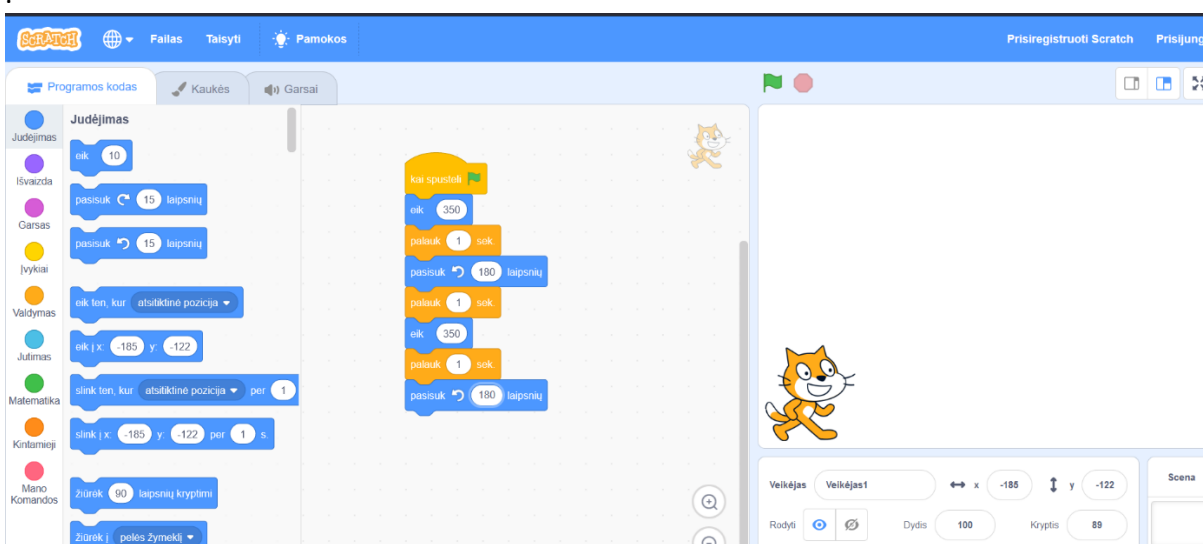 SCRATCH Failas Taisyti Pamokos Prisiregistruoti Scratch Prisijung
Programos kodas Kaukės Garsai
Judėjimas
Išvaizda
Garsas
Įvykiai
Valdymas
Jutimas
Matematika
Kintamieji
Mano
Komandos
Judėjimas
eik 10
pasisuk 15 laipsnių
pasisuk 15 laipsnių
eik ten, kur atsitiktinė pozicija
eik į x: -185 y: -122
slink ten, kur atsitiktinė pozicija per 1
slink į x: -185 y: -122 per 1 s.
žiūrėk 90 laipsnių kryptimi
žiūrėk į pelės žymeklį
kai spusteli
eik 350
palauk 1 sek.
pasisuk 180 laipsnių
palauk 1 sek.
eik 350
palauk 1 sek.
pasisuk 180 laipsnių
Veikėjas Veikėjas1 x -185 y -122
Rodyti Dydis 100 Kryptis 89
Scena